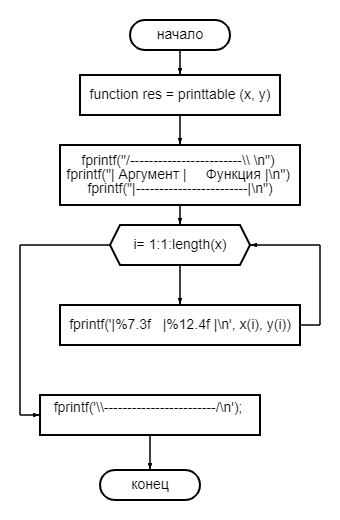 начало
function res = printtable (x, y)
fprintf("/-------------------------\\ \n")
fprintf("| Аргумент |     Функция |\n")
fprintf("|-------------------------|\n")
i= 1:1:length(x)
fprintf('|%7.3f   |%12.4f |\n', x(i), y(i))
fprintf('\\-------------------------/\n');
конец